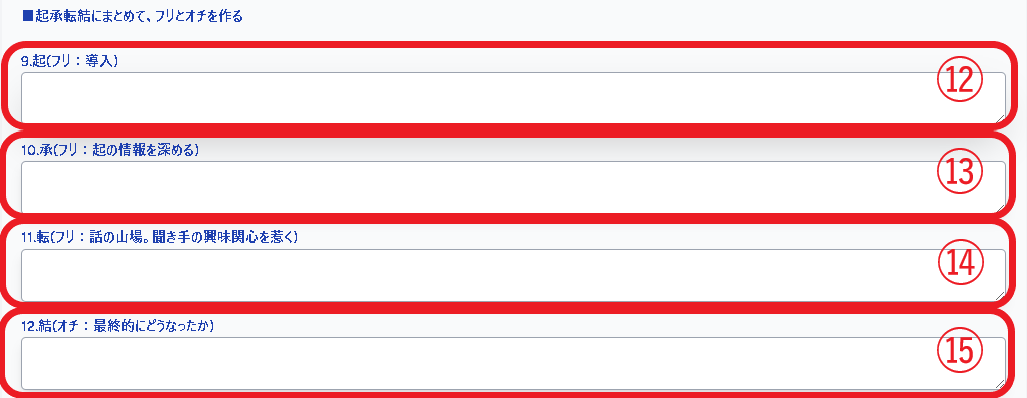 ■起承転結にまとめて、フリとオチを作る
9.起(フリ：導入)
⑫
10.承(フリ：起の情報を深める)
⑬
11.転(フリ：話の山場。聞き手の興味関心を惹く)
⑭
12.結(オチ：最終的にどうなったか)
⑮